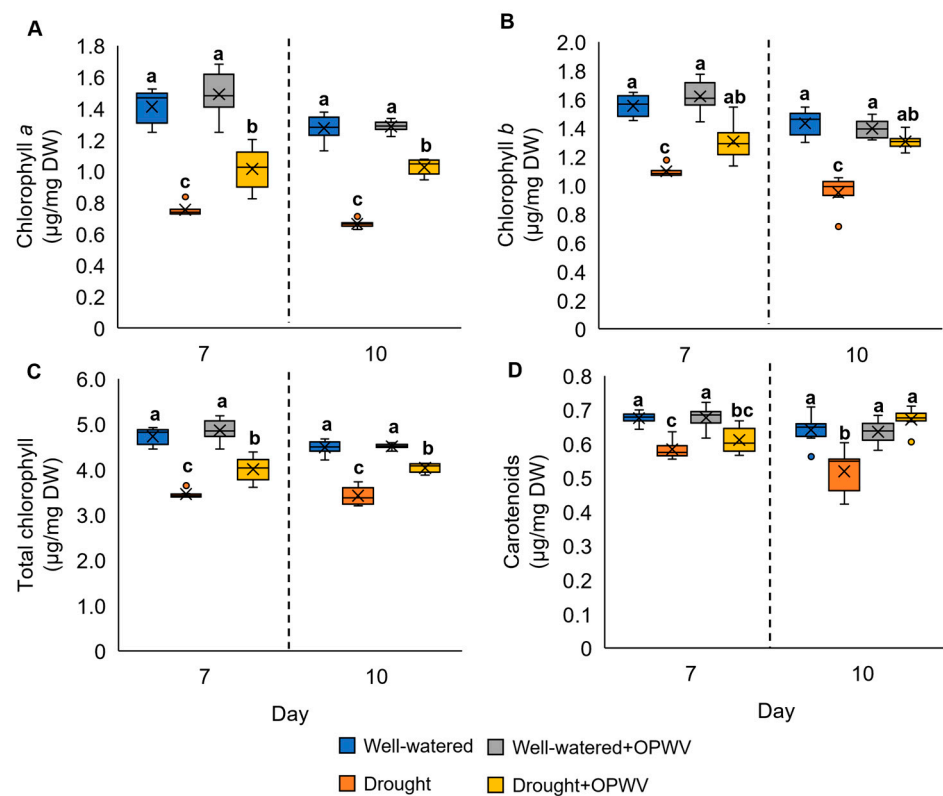 A
Chlorophyll a
(µg/mg DW)
1.8
1.6
1.4
1.2
1.0
0.8
0.6
0.4
0.2
0
a
c
a
b
a
c
a
b
7
10
B
Chlorophyll b
(µg/mg DW)
2.0
1.8
1.6
1.4
1.2
1.0
0.8
0.6
0.4
0.2
0
a
c
a
ab
a
c
a
ab
7
10
C
Total chlorophyll
(µg/mg DW)
6.0
5.0
4.0
3.0
2.0
1.0
0
a
c
a
b
a
c
a
b
7
10
Day
D
Carotenoids
(µg/mg DW)
0.8
0.7
0.6
0.5
0.4
0.3
0.2
0.1
0
a
c
a
bc
a
b
a
a
7
10
Day
Well-watered
Well-watered+OPWV
Drought
Drought+OPWV